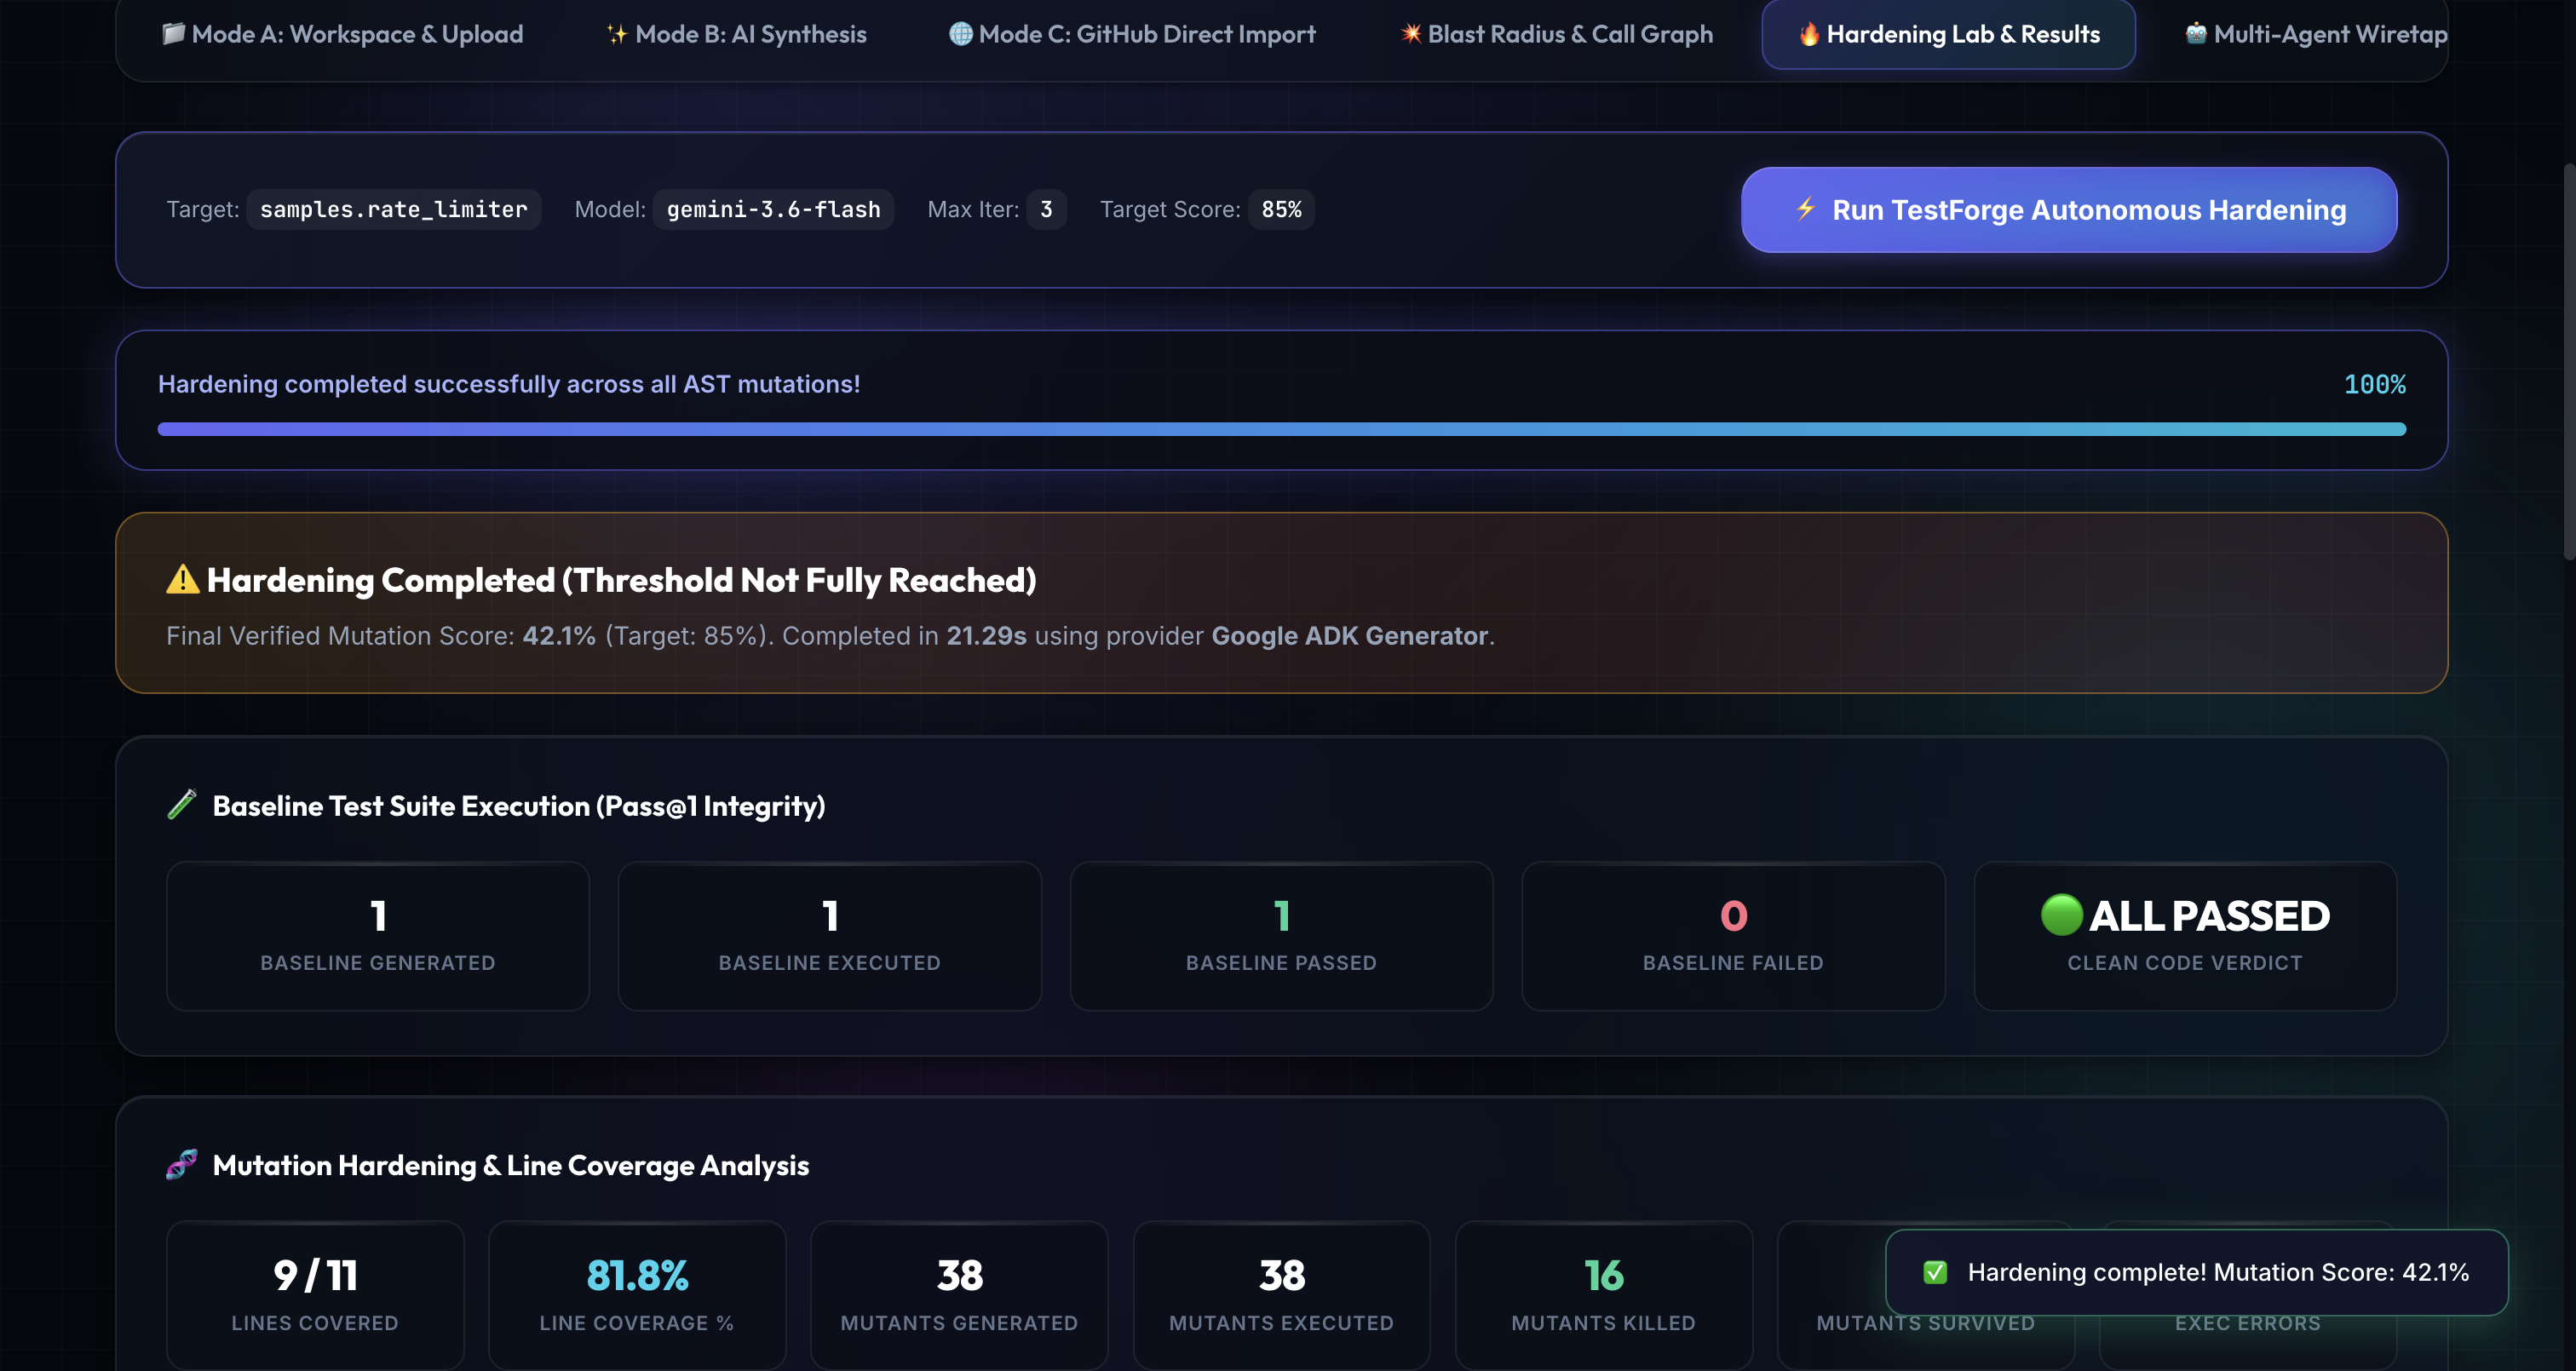 📁 Mode A: Workspace & Upload
✨ Mode B: AI Synthesis
🌐 Mode C: GitHub Direct Import
💥 Blast Radius & Call Graph
🔥 Hardening Lab & Results
🤖 Multi-Agent Wiretap
Target: samples.rate_limiter Model: gemini-3.6-flash Max Iter: 3 Target Score: 85%
⚡ Run TestForge Autonomous Hardening
Hardening completed successfully across all AST mutations!
100%
⚠️ Hardening Completed (Threshold Not Fully Reached)
Final Verified Mutation Score: 42.1% (Target: 85%). Completed in 21.29s using provider Google ADK Generator.
🧪 Baseline Test Suite Execution (Pass@1 Integrity)
1
BASELINE GENERATED
1
BASELINE EXECUTED
1
BASELINE PASSED
0
BASELINE FAILED
🟢 ALL PASSED
CLEAN CODE VERDICT
🧬 Mutation Hardening & Line Coverage Analysis
9 / 11
LINES COVERED
81.8%
LINE COVERAGE %
38
MUTANTS GENERATED
38
MUTANTS EXECUTED
16
MUTANTS KILLED
MUTANTS SURVIVED
EXEC ERRORS
✅ Hardening complete! Mutation Score: 42.1%